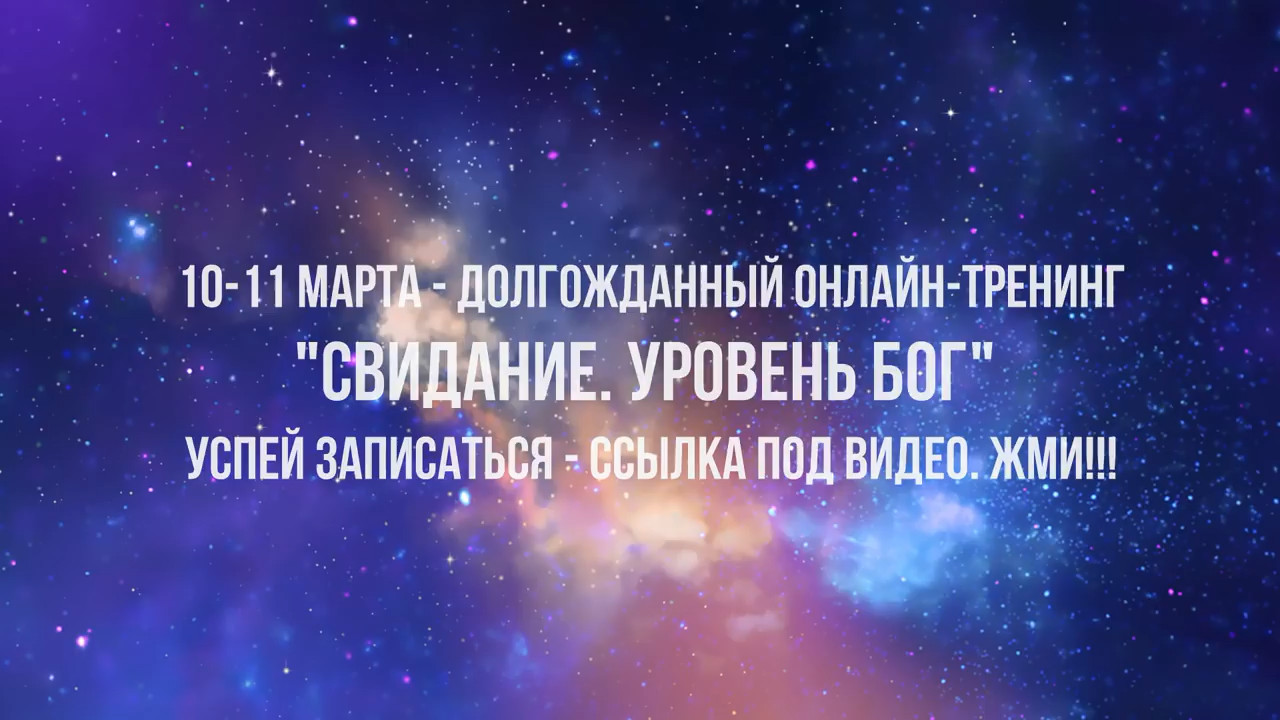 10-11 МАРТА - ДОЛГОЖДАННЫЙ ОНЛАЙН-ТРЕНИНГ
"СВИДАНИЕ. УРОВЕНЬ БОГ"
УСПЕЙ ЗАПИСАТЬСЯ - ССЫЛКА ПОД ВИДЕО. ЖМИ!!!